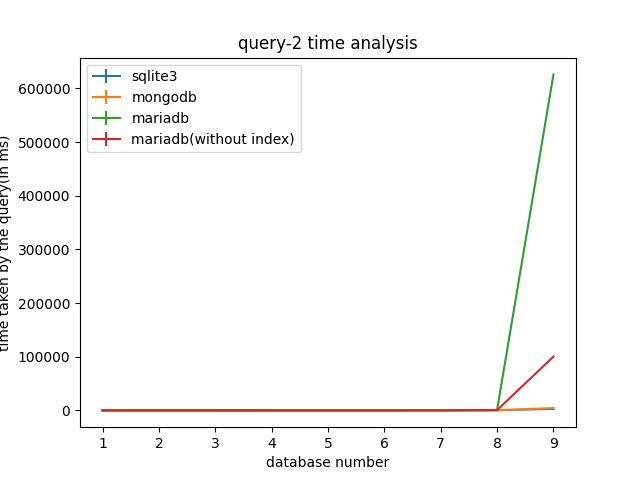 query-2 time analysis
sqlite3
mongodb
mariadb
mariadb(without index)
time taken by the query(in ms)
600000
500000
400000
300000
200000
100000
0
1 2 3 4 5 6 7 8 9
database number